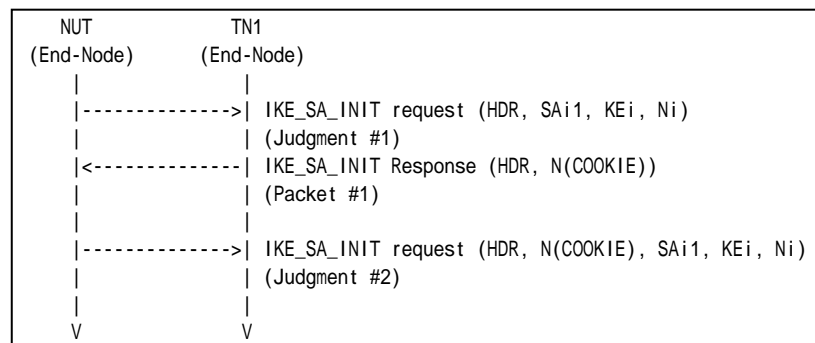 NUT TN1
(End-Node) (End-Node)
| |
|-------------->| IKE_SA_INIT request (HDR, SAi1, KEi, Ni)
| | (Judgment #1)
|<--------------| IKE_SA_INIT Response (HDR, N(COOKIE))
| | (Packet #1)
| |
|-------------->| IKE_SA_INIT request (HDR, N(COOKIE), SAi1, KEi, Ni)
| | (Judgment #2)
| |
V V